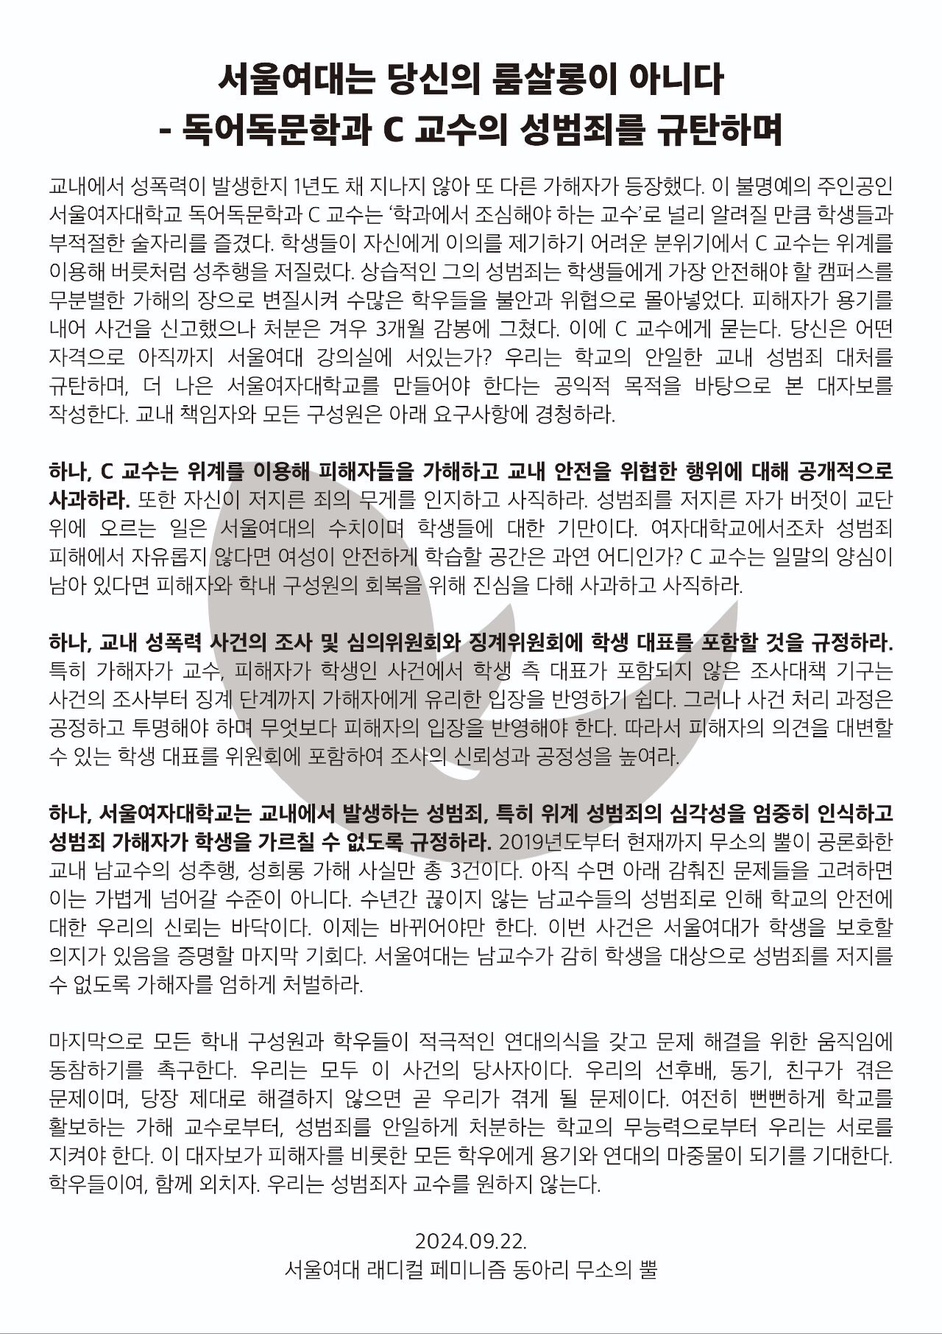 서울여대는 당신의 룸살롱이 아니다
- 독어독문학과 C 교수의 성범죄를 규탄하며
교내에서 성폭력이 발생한지 1년도 채 지나지 않아 또 다른 가해자가 등장했다. 이 불명예의 주인공인
서울여자대학교 독어독문학과 C 교수는 '학과에서 조심해야 하는 교수'로 널리 알려질 만큼 학생들과
부적절한 술자리를 즐겼다. 학생들이 자신에게 이의를 제기하기 어려운 분위기에서 C 교수는 위계를
이용해 버릇처럼 성추행을 저질렀다. 상습적인 그의 성범죄는 학생들에게 가장 안전해야 할 캠퍼스를
무분별한 가해의 장으로 변질시켜 수많은 학우들을 불안과 위협으로 몰아넣었다. 피해자가 용기를
내어 사건을 신고했으나 처분은 겨우 3개월 감봉에 그쳤다. 이에 C 교수에게 묻는다. 당신은 어떤
자격으로 아직까지 서울여대 강의실에 서있는가? 우리는 학교의 안일한 교내 성범죄 대처를
규탄하며, 더 나은 서울여자대학교를 만들어야 한다는 공익적 목적을 바탕으로 본 대자보를
작성한다. 교내 책임자와 모든 구성원은 아래 요구사항에 경청하라.
하나, C 교수는 위계를 이용해 피해자들을 가해하고 교내 안전을 위협한 행위에 대해 공개적으로
사과하라. 또한 자신이 저지른 죄의 무게를 인지하고 사직하라. 성범죄를 저지른 자가 버젓이 교단
위에 오르는 일은 서울여대의 수치이며 학생들에 대한 기만이다. 여자대학교에서조차 성범죄
피해에서 자유롭지 않다면 여성이 안전하게 학습할 공간은 과연 어디인가? C 교수는 일말의 양심이
남아 있다면 피해자와 학내 구성원의 회복을 위해 진심을 다해 사과하고 사직하라.
하나, 교내 성폭력 사건의 조사 및 심의위원회와 징계위원회에 학생 대표를 포함할 것을 규정하라.
특히 가해자가 교수, 피해자가 학생인 사건에서 학생 측 대표가 포함되지 않은 조사대책 기구는
사건의 조사부터 징계 단계까지 가해자에게 유리한 입장을 반영하기 쉽다. 그러나 사건 처리 과정은
공정하고 투명해야 하며 무엇보다 피해자의 입장을 반영해야 한다. 따라서 피해자의 의견을 대변할
수 있는 학생 대표를 위원회에 포함하여 조사의 신뢰성과 공정성을 높여라.
하나, 서울여자대학교는 교내에서 발생하는 성범죄, 특히 위계 성범죄의 심각성을 엄중히 인식하고
성범죄 가해자가 학생을 가르칠 수 없도록 규정하라. 2019년도부터 현재까지 무소의 뿔이 공론화한
교내 남교수의 성추행, 성희롱 가해 사실만 총 3건이다. 아직 수면 아래 감춰진 문제들을 고려하면
이는 가볍게 넘어갈 수준이 아니다. 수년간 끊이지 않는 남교수들의 성범죄로 인해 학교의 안전에
대한 우리의 신뢰는 바닥이다. 이제는 바뀌어야만 한다. 이번 사건은 서울여대가 학생을 보호할
의지가 있음을 증명할 마지막 기회다. 서울여대는 남교수가 감히 학생을 대상으로 성범죄를 저지를
수 없도록 가해자를 엄하게 처벌하라.
마지막으로 모든 학내 구성원과 학우들이 적극적인 연대의식을 갖고 문제 해결을 위한 움직임에
동참하기를 촉구한다. 우리는 모두 이 사건의 당사자이다. 우리의 선후배, 동기, 친구가 겪은
문제이며, 당장 제대로 해결하지 않으면 곧 우리가 겪게 될 문제이다. 여전히 뻔뻔하게 학교를
활보하는 가해 교수로부터, 성범죄를 안일하게 처분하는 학교의 무능력으로부터 우리는 서로를
지켜야 한다. 이 대자보가 피해자를 비롯한 모든 학우에게 용기와 연대의 마중물이 되기를 기대한다.
학우들이여, 함께 외치자. 우리는 성범죄자 교수를 원하지 않는다.
2024.09.22.
서울여대 래디컬 페미니즘 동아리 무소의 뿔